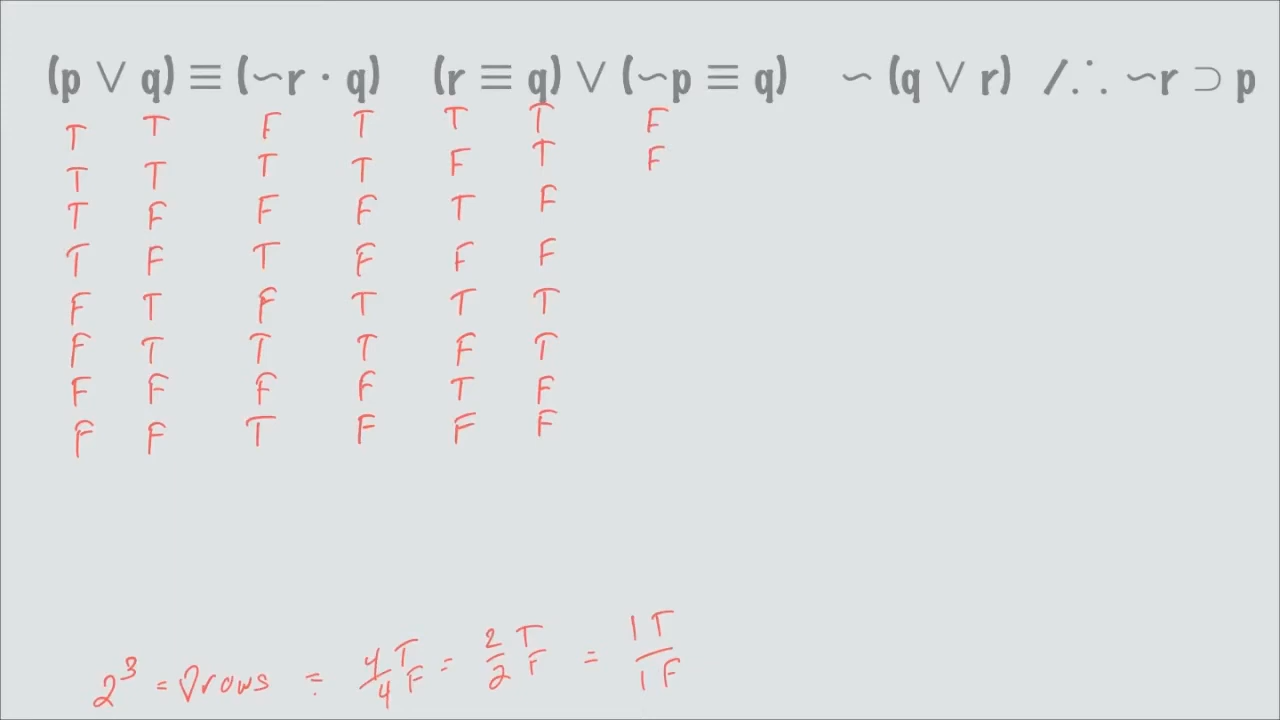 (p ∨ q) ≡ (∼r · q) (r ≡ q) ∨ (∼p ≡ q) ∼ (q ∨ r) /∴ ∼r ⊃ p
T T F T T T F
T T T T F T F
T F F F T F
T F T F F F
F T F T T T
F T T T F T
F F F F T F
F F T F F F
2³ = 8 rows = 4T/4F = 2T/2F = 1T/1F